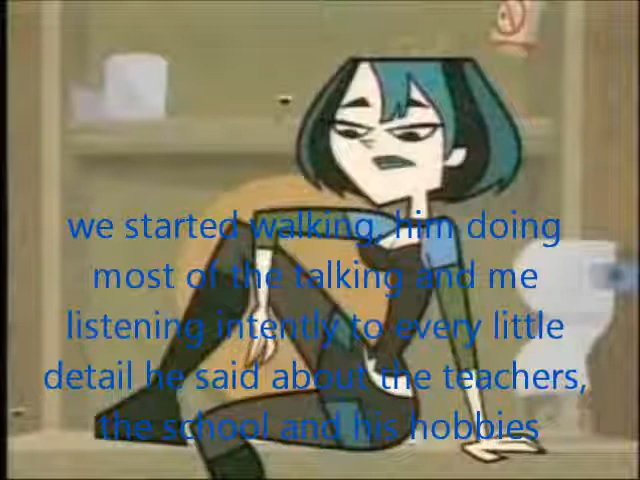 we started walking, him doing
most of the talking and me
listening intently to every little
detail he said about the teachers,
the school and his hobbies